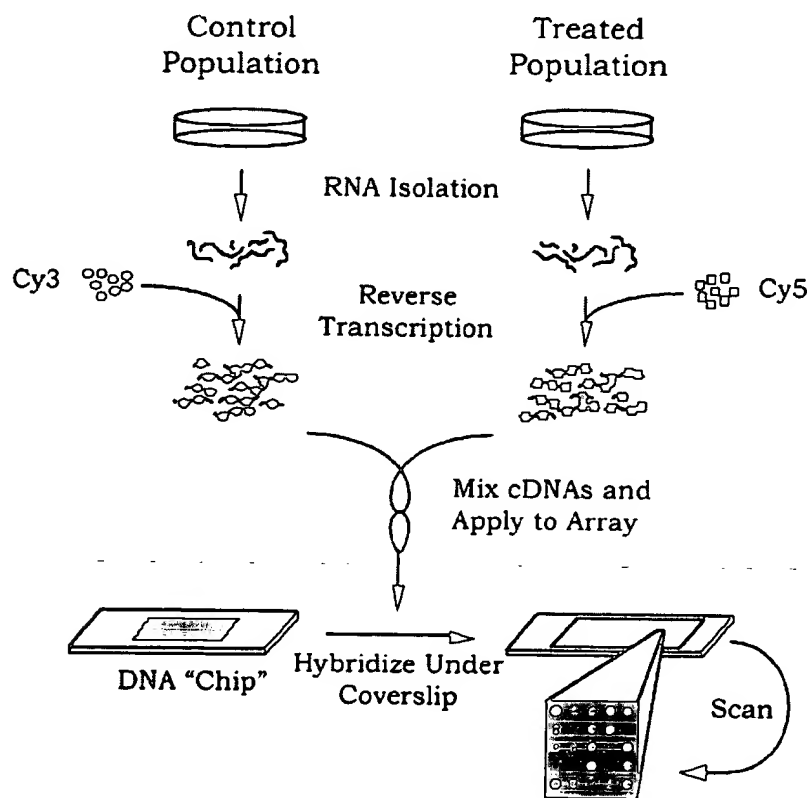 Control
Population
Treated
Population
RNA Isolation
Cy3
Reverse
Transcription
Cy5
Mix cDNAs and
Apply to Array
DNA “Chip”
Hybridize Under
Coverslip
Scan